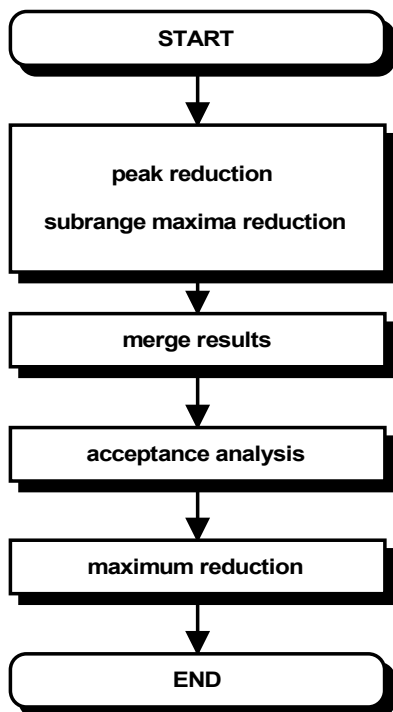 START
peak reduction
subrange maxima reduction
merge results
acceptance analysis
maximum reduction
END